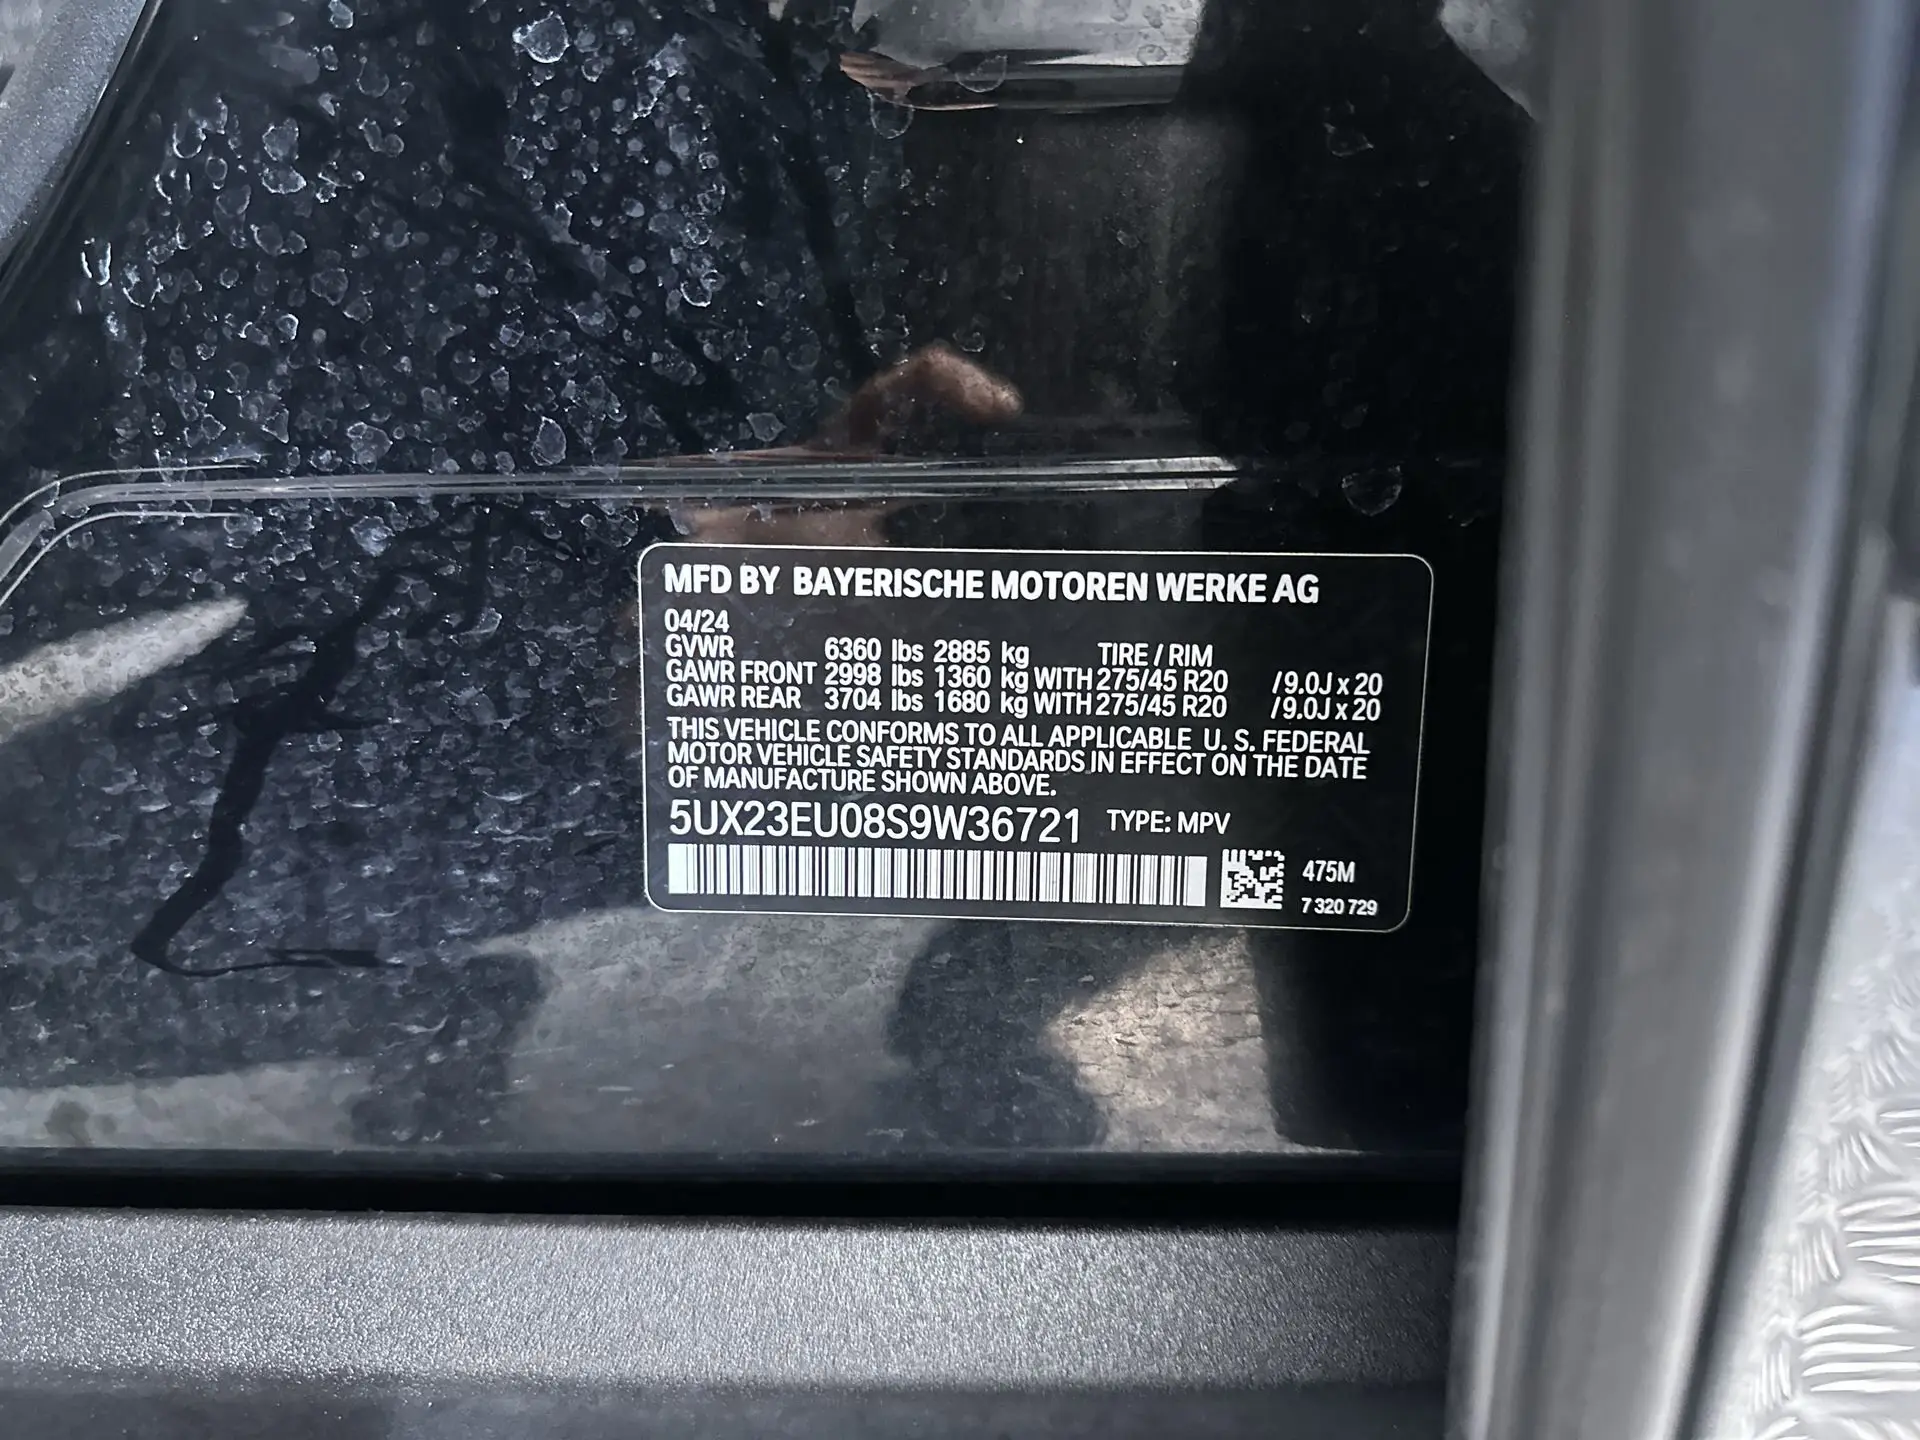 MFD BY BAYERISCHE MOTOREN WERKE AG
04/24
GVWR 6360 lbs 2885 kg TIRE / RIM
GAWR FRONT 2998 lbs 1360 kg WITH 275/45 R20 / 9.0J x 20
GAWR REAR 3704 lbs 1680 kg WITH 275/45 R20 / 9.0J x 20
THIS VEHICLE CONFORMS TO ALL APPLICABLE U. S. FEDERAL
MOTOR VEHICLE SAFETY STANDARDS IN EFFECT ON THE DATE
OF MANUFACTURE SHOWN ABOVE.
5UX23EU08S9W36721 TYPE: MPV
475M
7 320 729